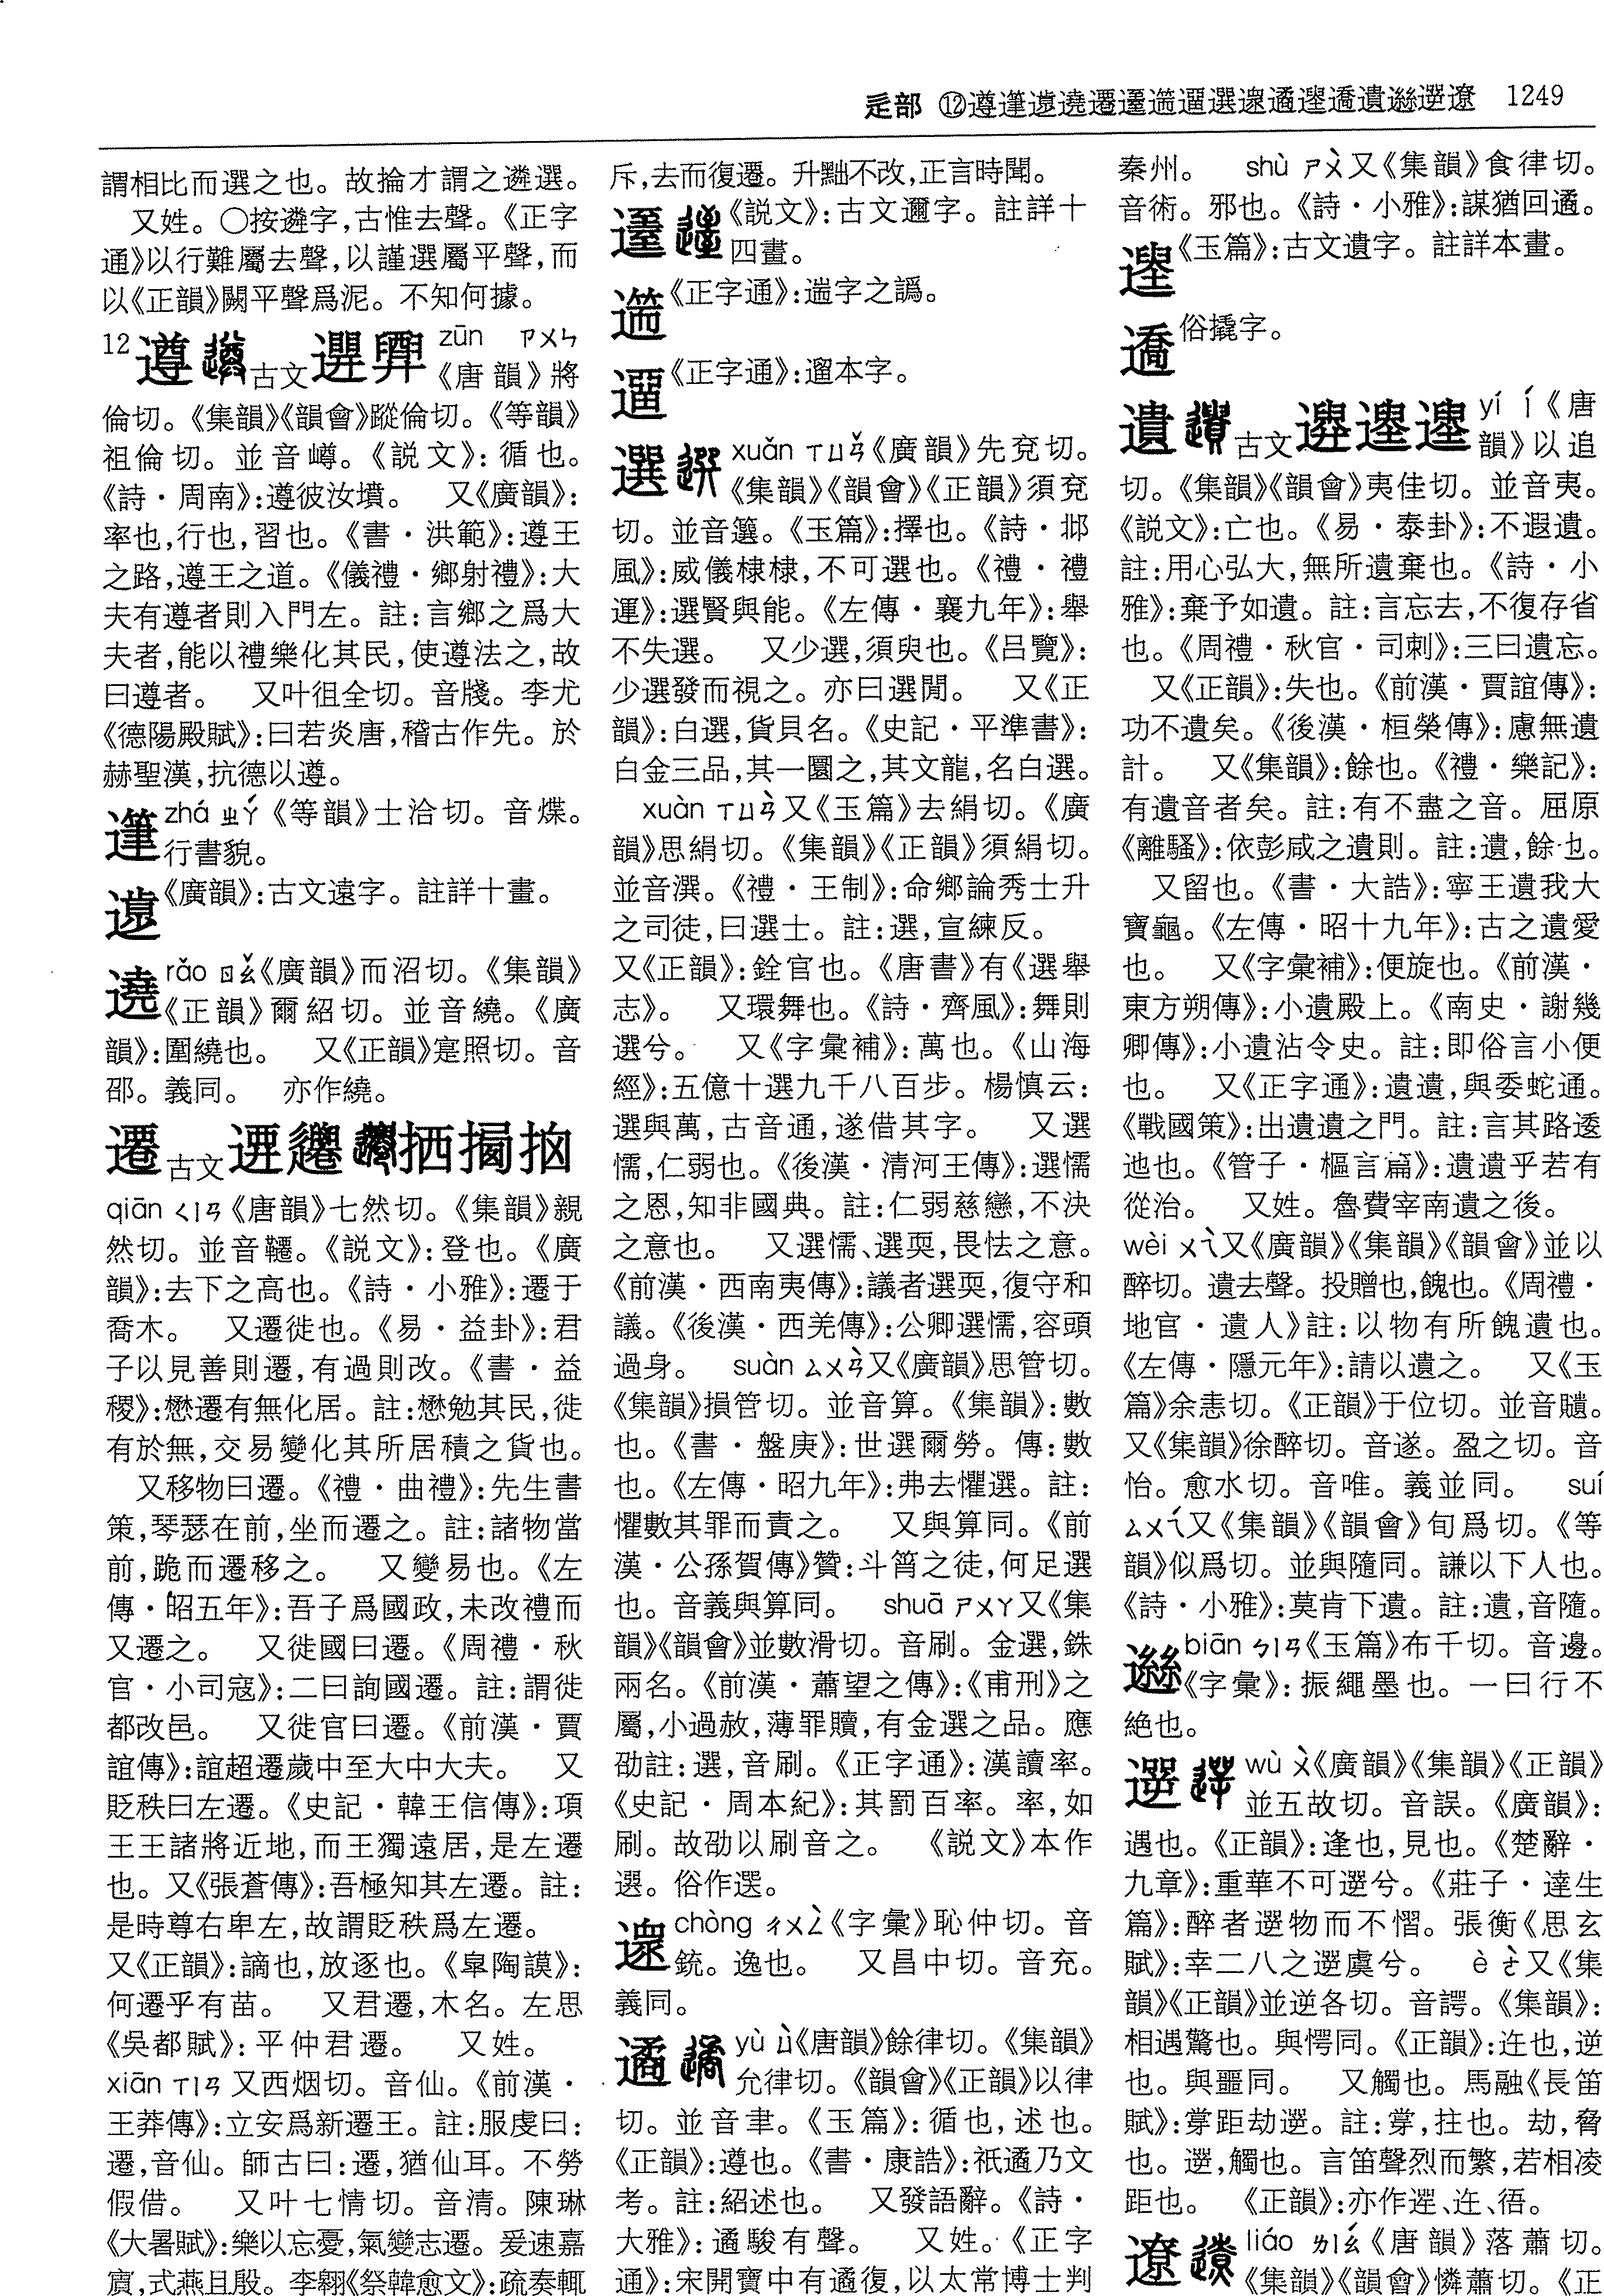 辵部 ⑫遵遳邍遶遷𨗨𨘀遛選𨗴遹𨗮𨗬遺𨘢遻遼 1249
謂相比而選之也。故掄才謂之遴選。
又姓。○按遴字,古惟去聲。《正字
通》以行難屬去聲,以謹選屬平聲,而
以《正韻》闕平聲爲泥。不知何據。
12遵 古文 zūn ㄗㄨㄣ
《唐韻》將
倫切。《集韻》《韻會》蹤倫切。《等韻》
祖倫切。並音嶟。《說文》:循也。
《詩・周南》:遵彼汝墳。 又《廣韻》:
率也,行也,習也。《書・洪範》:遵王
之路,遵王之道。《儀禮・鄉射禮》:大
夫有遵者則入門左。註:言鄉之爲大
夫者,能以禮樂化其民,使遵法之,故
曰遵者。 又叶徂全切。音牋。李尤
《德陽殿賦》:曰若炎唐,稽古作先。於
赫聖漢,抗德以遵。
zhá ㄓㄚˊ《等韻》士洽切。音煠。
行書貌。
《廣韻》:古文遠字。註詳十畫。
遶 rǎo ㄖㄠˇ《廣韻》而沼切。《集韻》
《正韻》爾紹切。並音繞。《廣
韻》:圍繞也。 又《正韻》寔照切。音
邵。義同。 亦作繞。
遷 古文 拪
qiān ㄑㄧㄢ《唐韻》七然切。《集韻》親
然切。並音韆。《說文》:登也。《廣
韻》:去下之高也。《詩・小雅》:遷于
喬木。 又遷徙也。《易・益卦》:君
子以見善則遷,有過則改。《書・益
稷》:懋遷有無化居。註:懋勉其民,徙
有於無,交易變化其所居積之貨也。
又移物曰遷。《禮・曲禮》:先生書
策,琴瑟在前,坐而遷之。註:諸物當
前,跪而遷移之。 又變易也。《左
傳・昭五年》:吾子爲國政,未改禮而
又遷之。 又徙國曰遷。《周禮・秋
官・小司寇》:二曰詢國遷。註:謂徙
都改邑。 又徙官曰遷。《前漢・賈
誼傳》:誼超遷歲中至大中大夫。 又
貶秩曰左遷。《史記・韓王信傳》:項
王王諸將近地,而王獨遠居,是左遷
也。又《張蒼傳》:吾極知其左遷。註:
是時尊右卑左,故謂貶秩爲左遷。
又《正韻》:謫也,放逐也。《皐陶謨》:
何遷乎有苗。 又君遷,木名。左思
《吳都賦》:平仲君遷。 又姓。
xiān ㄒㄧㄢ又西烟切。音仙。《前漢・
王莽傳》:立安爲新遷王。註:服虔曰:
遷,音仙。師古曰:遷,猶仙耳。不勞
假借。 又叶七情切。音清。陳琳
《大暑賦》:樂以忘憂,氣變志遷。爰速嘉
賔,式燕且殷。李翱《祭韓愈文》:疏奏輒
斥,去而復遷。升黜不改,正言時聞。
《說文》:古文邇字。註詳十
四畫。
《正字通》:遄字之譌。
《正字通》:遛本字。
選 xuǎn ㄒㄩㄢˇ《廣韻》先兗切。
《集韻》《韻會》《正韻》須兗
切。並音簨。《玉篇》:擇也。《詩・邶
風》:威儀棣棣,不可選也。《禮・禮
運》:選賢與能。《左傳・襄九年》:舉
不失選。 又少選,須臾也。《呂覽》:
少選發而視之。亦曰選閒。 又《正
韻》:白選,貨貝名。《史記・平準書》:
白金三品,其一圜之,其文龍,名白選。
xuàn ㄒㄩㄢˋ又《玉篇》去絹切。《廣
韻》思絹切。《集韻》《正韻》須絹切。
並音潠。《禮・王制》:命鄉論秀士升
之司徒,曰選士。註:選,宣練反。
又《正韻》:銓官也。《唐書》有《選舉
志》。 又環舞也。《詩・齊風》:舞則
選兮。 又《字彙補》:萬也。《山海
經》:五億十選九千八百步。楊慎云:
選與萬,古音通,遂借其字。 又選
懦,仁弱也。《後漢・清河王傳》:選懦
之恩,知非國典。註:仁弱慈戀,不決
之意也。 又選懦、選耎,畏怯之意。
《前漢・西南夷傳》:議者選耎,復守和
議。《後漢・西羌傳》:公卿選懦,容頭
過身。 suàn ㄙㄨㄢˋ又《廣韻》思管切。
《集韻》損管切。並音算。《集韻》:數
也。《書・盤庚》:世選爾勞。傳:數
也。《左傳・昭九年》:弗去懼選。註:
懼數其罪而責之。 又與算同。《前
漢・公孫賀傳》贊:斗筲之徒,何足選
也。音義與算同。 shuā ㄕㄨㄚ又《集
韻》《韻會》並數滑切。音刷。金選,銖
兩名。《前漢・蕭望之傳》:《甫刑》之
屬,小過赦,薄罪贖,有金選之品。應
劭註:選,音刷。《正字通》:漢讀率。
《史記・周本紀》:其罰百率。率,如
刷。故劭以刷音之。 《說文》本作
選。俗作𨕖。
chòng ㄔㄨㄥˋ《字彙》恥仲切。音
銃。逸也。 又昌中切。音充。
義同。
遹 yù ㄩˋ《唐韻》餘律切。《集韻》
允律切。《韻會》《正韻》以律
切。並音聿。《玉篇》:循也,述也。
《正韻》:遵也。《書・康誥》:祇遹乃文
考。註:紹述也。 又發語辭。《詩・
大雅》:遹駿有聲。 又姓。《正字
通》:宋開寶中有遹復,以太常博士判
秦州。 shù ㄕㄨˋ又《集韻》食律切。
音術。邪也。《詩・小雅》:謀猶回遹。
《玉篇》:古文遺字。註詳本畫。
俗撬字。
遺 古文 yí ㄧˊ《唐
韻》以追
切。《集韻》《韻會》夷佳切。並音夷。
《說文》:亡也。《易・泰卦》:不遐遺。
註:用心弘大,無所遺棄也。《詩・小
雅》:棄予如遺。註:言忘去,不復存省
也。《周禮・秋官・司刺》:三曰遺忘。
又《正韻》:失也。《前漢・賈誼傳》:
功不遺矣。《後漢・桓榮傳》:慮無遺
計。 又《集韻》:餘也。《禮・樂記》:
有遺音者矣。註:有不盡之音。屈原
《離騷》:依彭咸之遺則。註:遺,餘也。
又留也。《書・大誥》:寧王遺我大
寶龜。《左傳・昭十九年》:古之遺愛
也。 又《字彙補》:便旋也。《前漢・
東方朔傳》:小遺殿上。《南史・謝幾
卿傳》:小遺沾令史。註:即俗言小便
也。 又《正字通》:遺遺,與委蛇通。
《戰國策》:出遺遺之門。註:言其路逶
迆也。《管子・樞言篇》:遺遺乎若有
從治。 又姓。魯費宰南遺之後。
wèi ㄨㄟˋ又《廣韻》《集韻》《韻會》並以
醉切。遺去聲。投贈也,餽也。《周禮・
地官・遺人》註:以物有所餽遺也。
《左傳・隱元年》:請以遺之。 又《玉
篇》余恚切。《正韻》于位切。並音䜋。
又《集韻》徐醉切。音遂。盈之切。音
怡。愈水切。音唯。義並同。 suí
ㄙㄨㄟˊ又《集韻》《韻會》旬爲切。《等
韻》似爲切。並與隨同。謙以下人也。
《詩・小雅》:莫肯下遺。註:遺,音隨。
biān ㄅㄧㄢ《玉篇》布千切。音邊。
《字彙》:振繩墨也。一曰行不
絶也。
遻 wù ㄨˋ《廣韻》《集韻》《正韻》
並五故切。音誤。《廣韻》:
遇也。《正韻》:逢也,見也。《楚辭・
九章》:重華不可遻兮。《莊子・達生
篇》:醉者遻物而不慴。張衡《思玄
賦》:幸二八之遻虞兮。 è ㄜˋ又《集
韻》《正韻》並逆各切。音諤。《集韻》:
相遇驚也。與愕同。《正韻》:迕也,逆
也。與噩同。 又觸也。馬融《長笛
賦》:牚距劫遻。註:牚,拄也。劫,脅
也。遻,觸也。言笛聲烈而繁,若相凌
距也。 《正韻》:亦作遌、迕、㣾。
遼 liáo ㄌㄧㄠˊ《唐韻》落蕭切。
《集韻》《韻會》憐蕭切。《正